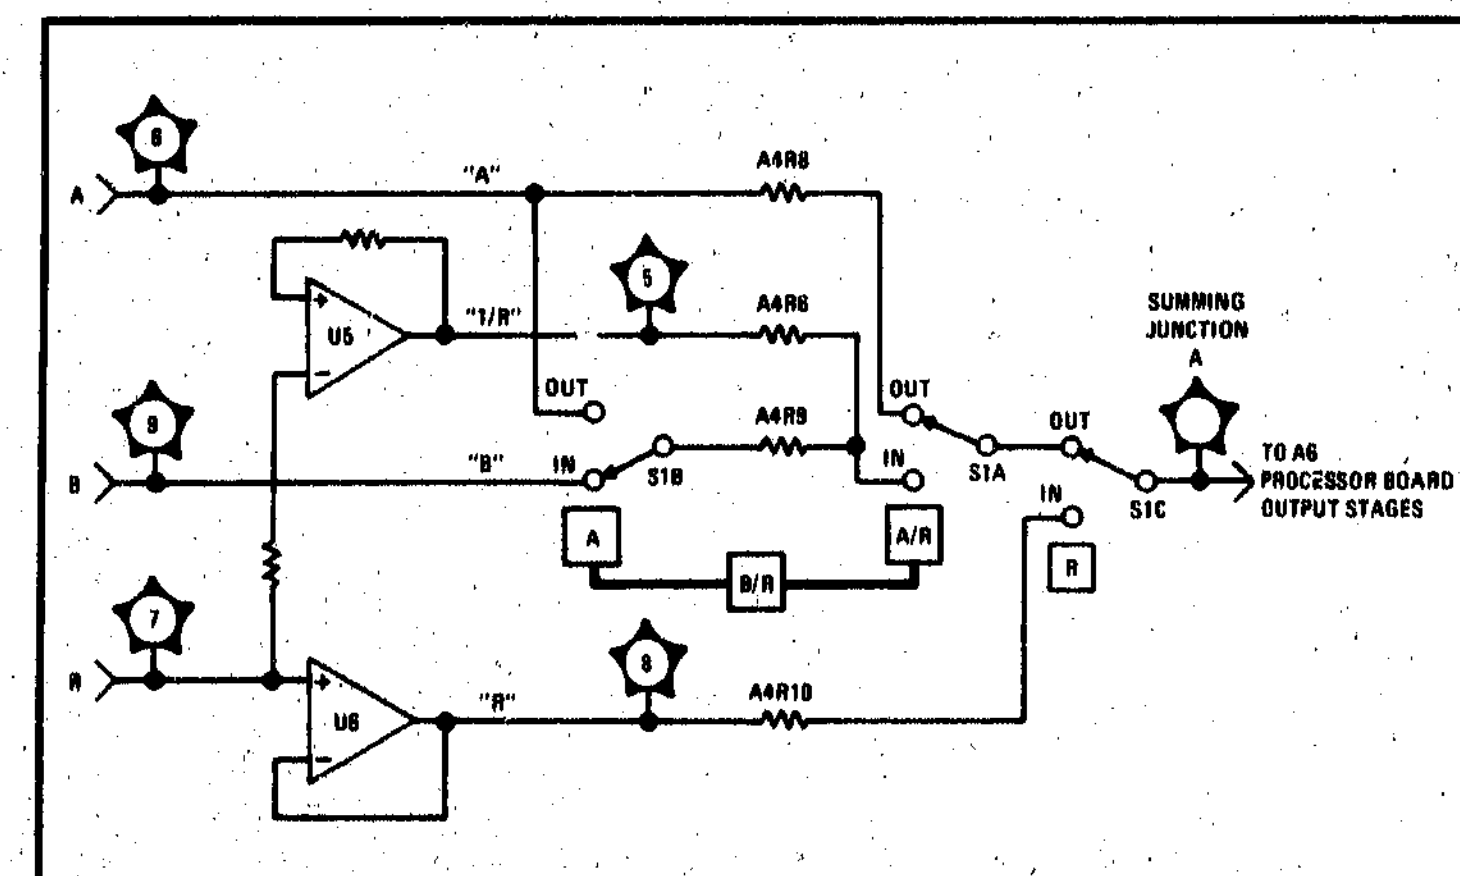 6
A
"A"
A4R8
5
+
U5
-
"1/R"
A4R6
SUMMING
JUNCTION
A
OUT
OUT
OUT
9
B
"B"
IN
S1B
A4R9
IN
S1A
IN
S1C
TO A6
PROCESSOR BOARD
OUTPUT STAGES
A
B/R
A/R
R
7
R
+
U6
-
"R"
8
A4R10